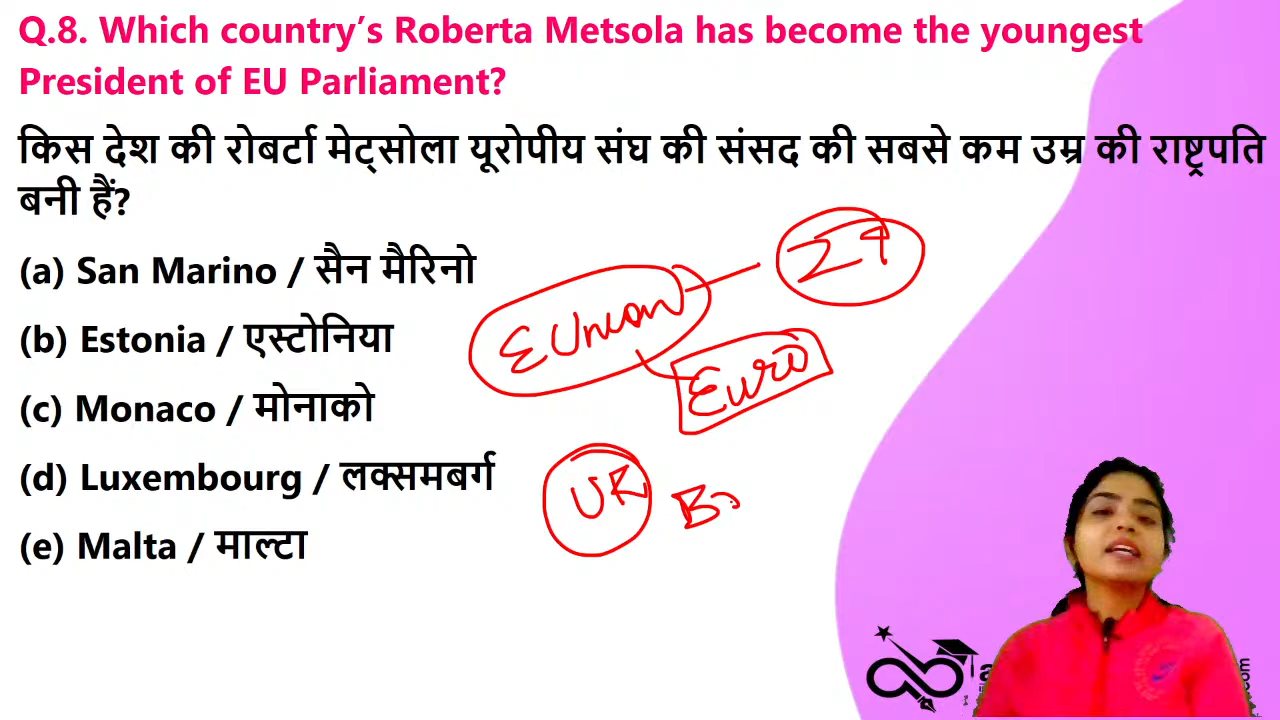 Q.8. Which country’s Roberta Metsola has become the youngest
President of EU Parliament?
किस देश की रोबर्टा मेट्सोला यूरोपीय संघ की संसद की सबसे कम उम्र की राष्ट्रपति
बनी हैं?
(a) San Marino / सैन मैरिनो
(b) Estonia / एस्टोनिया
(c) Monaco / मोनाको
(d) Luxembourg / लक्समबर्ग
(e) Malta / माल्टा
E Union
27
Euro
UK